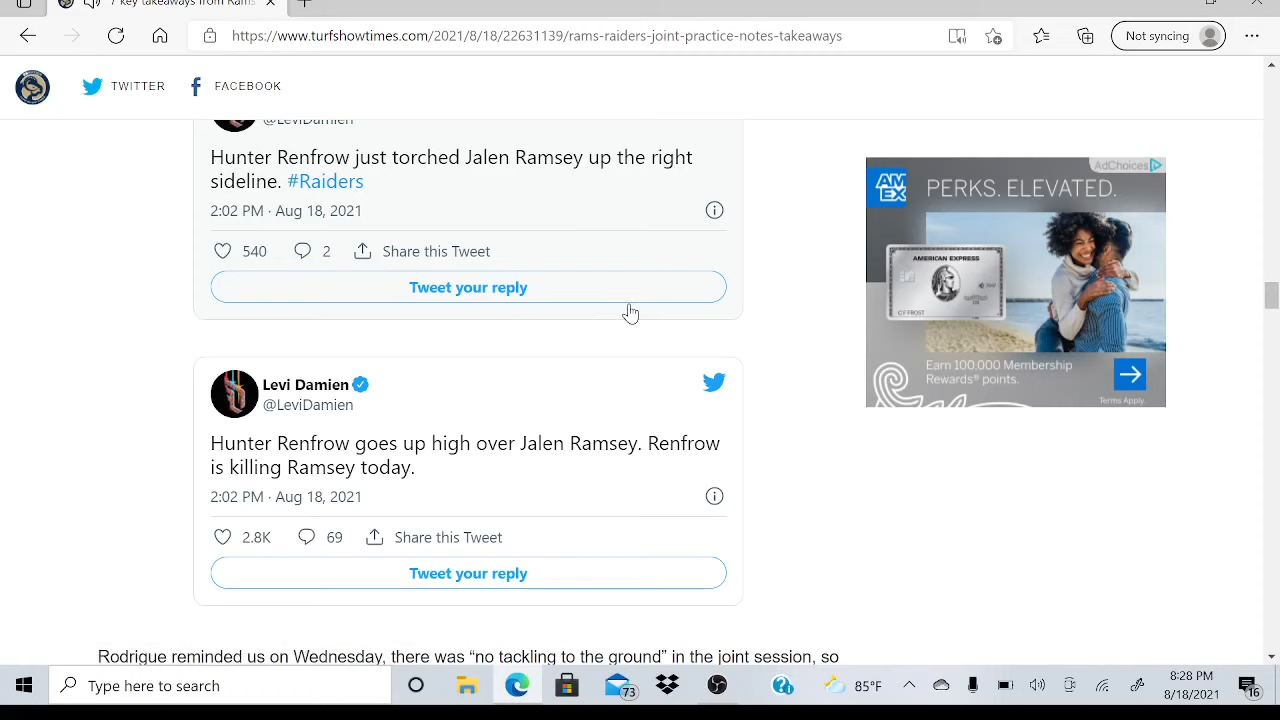 7 key takeaways from Rams
https://www.turfshowtimes.com/2021/8/18/22631139/rams-raiders-joint-practice-notes-takeaways
Not syncing
TWITTER
FACEBOOK
@LeviDamien
Hunter Renfrow just torched Jalen Ramsey up the right
sideline. #Raiders
2:02 PM · Aug 18, 2021
540
2
Share this Tweet
Tweet your reply
Levi Damien
@LeviDamien
Hunter Renfrow goes up high over Jalen Ramsey. Renfrow
is killing Ramsey today.
2:02 PM · Aug 18, 2021
2.8K
69
Share this Tweet
Tweet your reply
AdChoices
AM
EX
PERKS. ELEVATED.
AMERICAN EXPRESS
C F FROST
Earn 100,000 Membership
Rewards® points.
Terms Apply.
Rodrigue reminded us on Wednesday, there was “no tackling to the ground” in the joint session, so
Type here to search
73
85°F
8:28 PM
8/18/2021
16